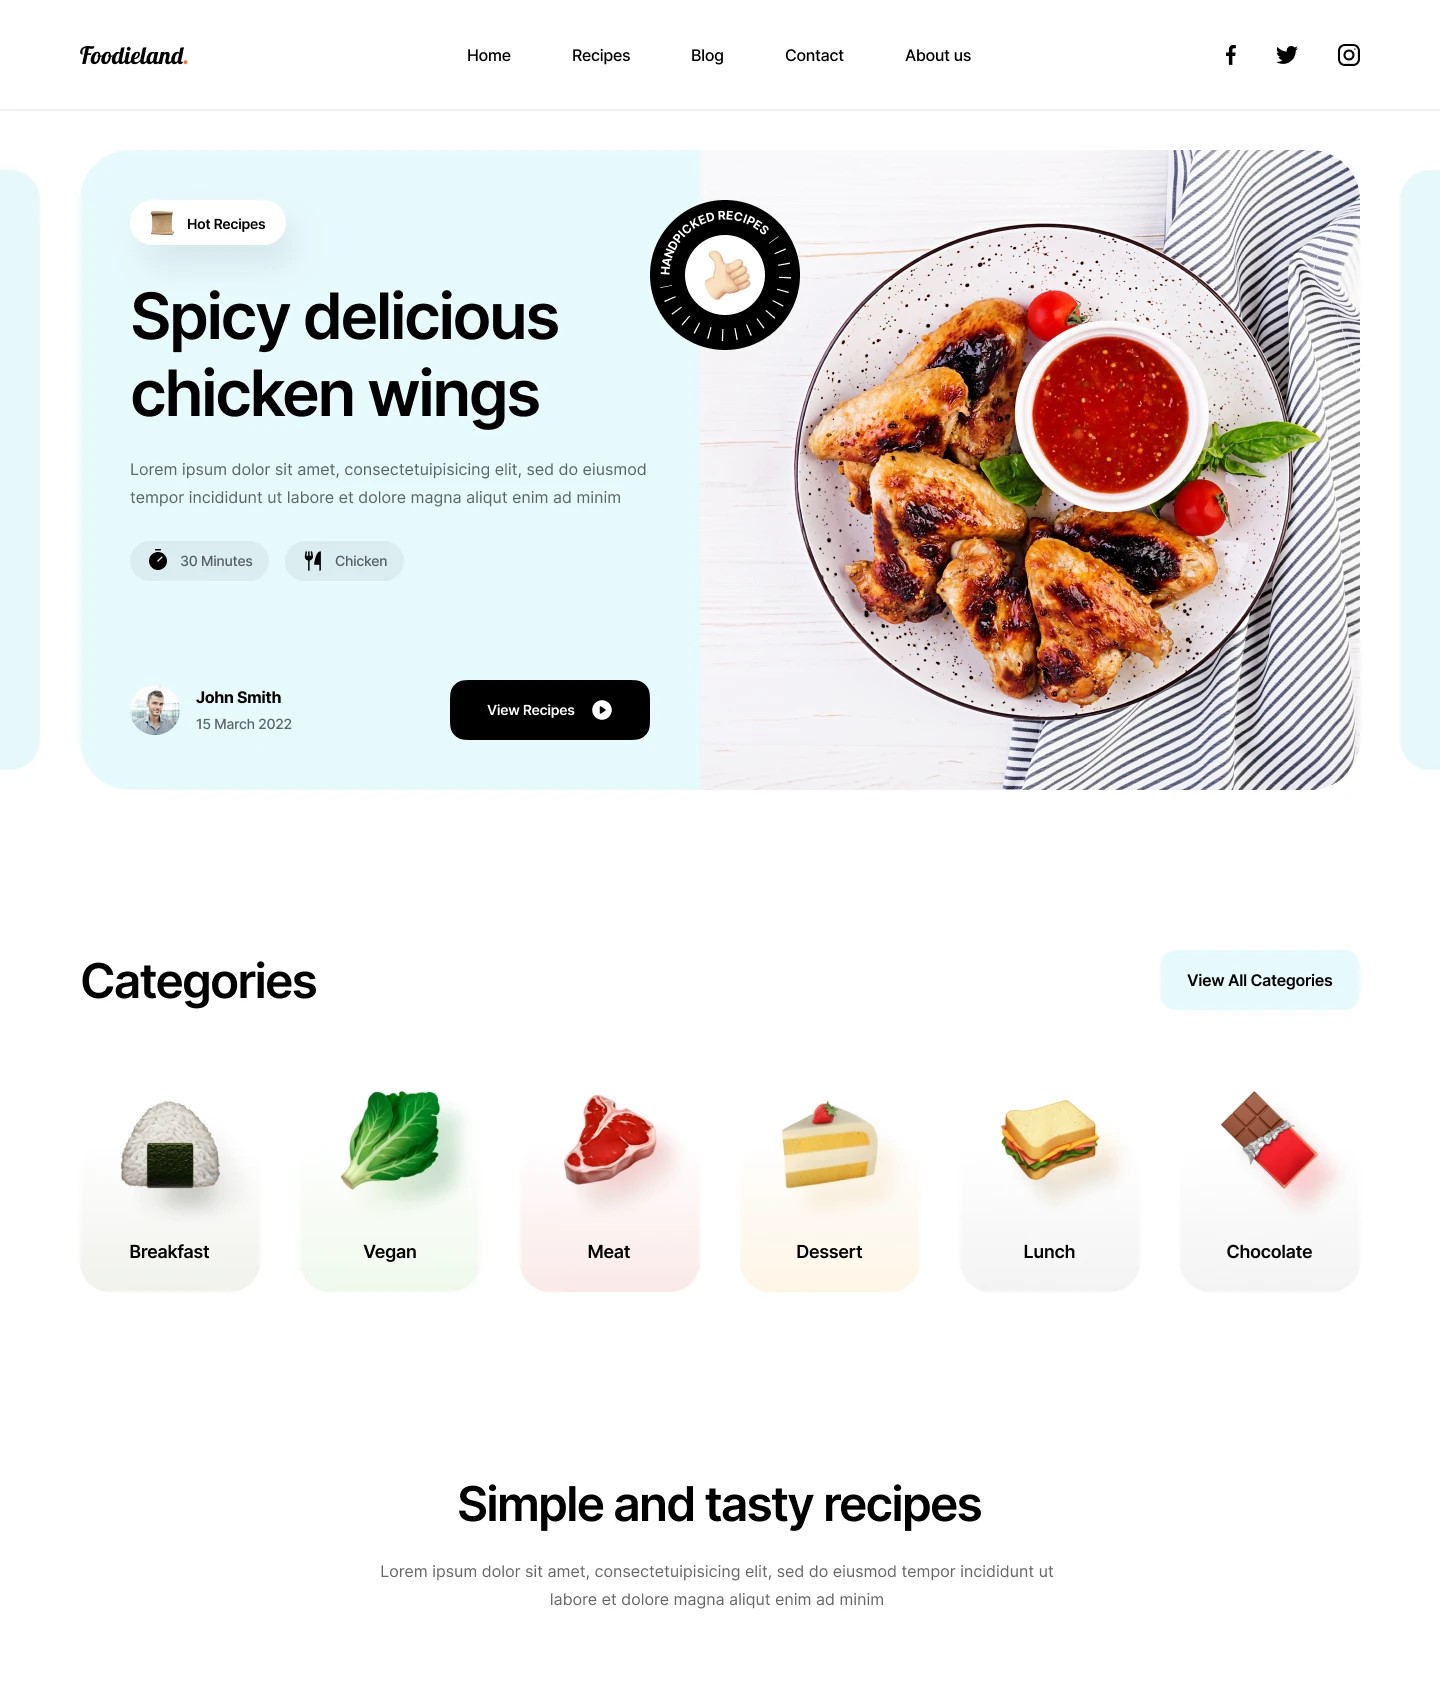 Foodieland.
Home
Recipes
Blog
Contact
About us
Hot Recipes
HANDPICKED RECIPES
Spicy delicious
chicken wings
Lorem ipsum dolor sit amet, consectetuipisicing elit, sed do eiusmod
tempor incididunt ut labore et dolore magna aliqut enim ad minim
30 Minutes
Chicken
John Smith
15 March 2022
View Recipes
Categories
View All Categories
Breakfast
Vegan
Meat
Dessert
Lunch
Chocolate
Simple and tasty recipes
Lorem ipsum dolor sit amet, consectetuipisicing elit, sed do eiusmod tempor incididunt ut
labore et dolore magna aliqut enim ad minim